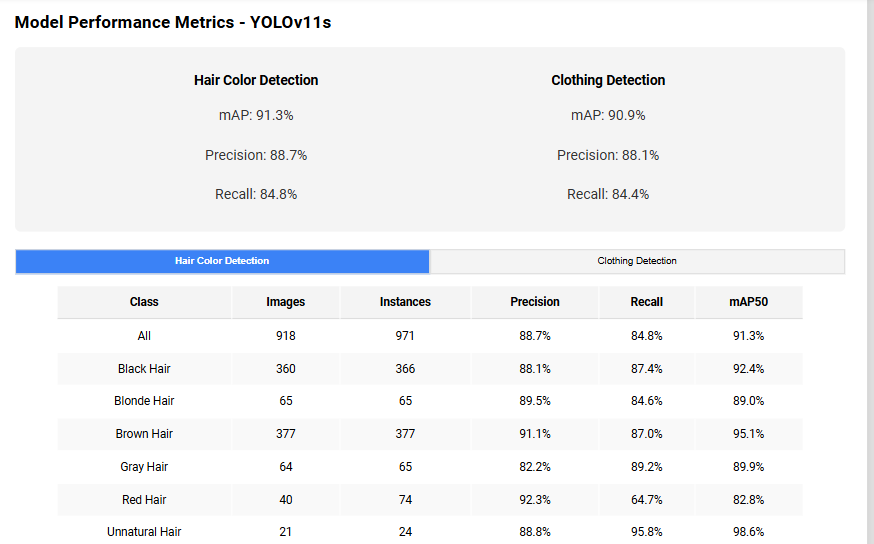 Model Performance Metrics - YOLOv11s
Hair Color Detection Clothing Detection
mAP: 91.3% mAP: 90.9%
Precision: 88.7% Precision: 88.1%
Recall: 84.8% Recall: 84.4%
Hair Color Detection Clothing Detection
Class Images Instances Precision Recall mAP50
All 918 971 88.7% 84.8% 91.3%
Black Hair 360 366 88.1% 87.4% 92.4%
Blonde Hair 65 65 89.5% 84.6% 89.0%
Brown Hair 377 377 91.1% 87.0% 95.1%
Gray Hair 64 65 82.2% 89.2% 89.9%
Red Hair 40 74 92.3% 64.7% 82.8%
Unnatural Hair 21 24 88.8% 95.8% 98.6%